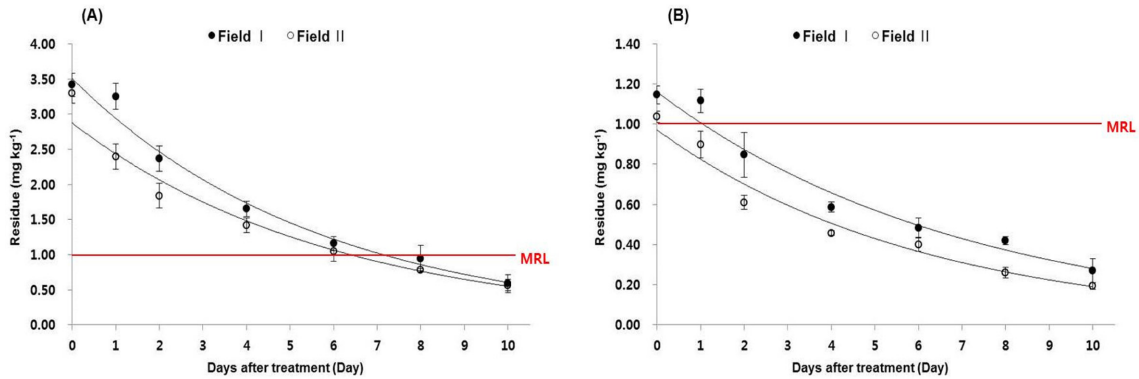 (A)
● Field Ⅰ ○ Field Ⅱ
Residue (mg kg⁻¹)
4.00
3.50
3.00
2.50
2.00
1.50
1.00
0.50
0.00
MRL
0 1 2 3 4 5 6 7 8 9 10
Days after treatment (Day)
(B)
● Field Ⅰ ○ Field Ⅱ
Residue (mg kg⁻¹)
1.40
1.20
1.00
0.80
0.60
0.40
0.20
0.00
MRL
0 1 2 3 4 5 6 7 8 9 10
Days after treatment (Day)